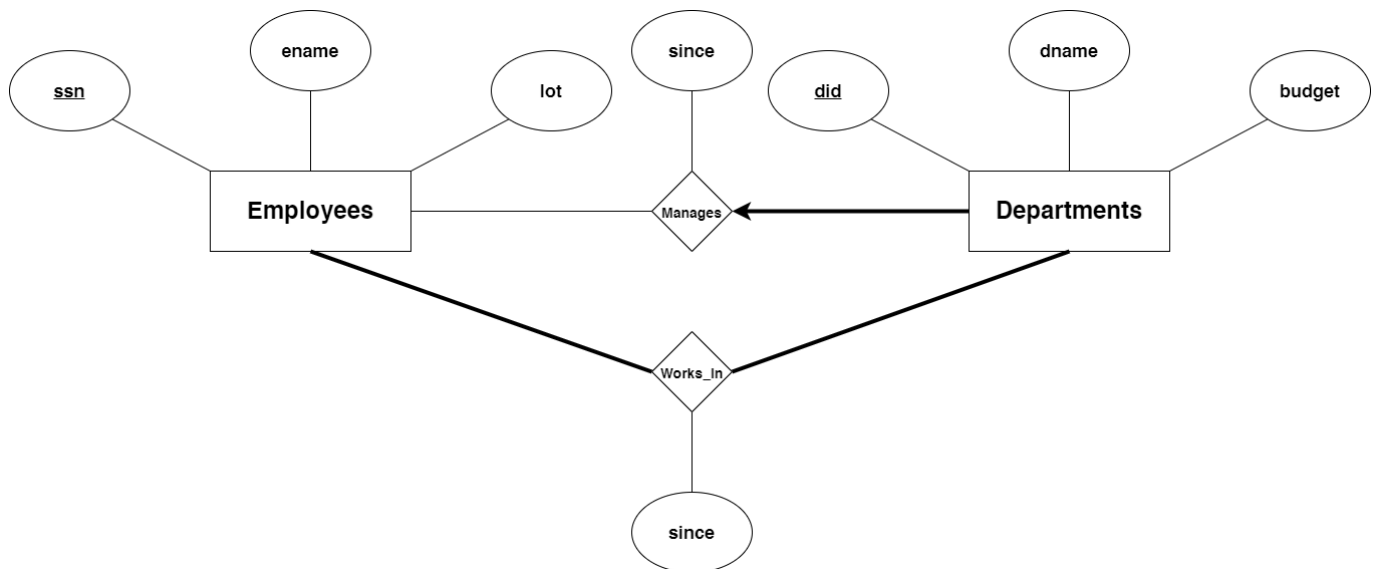 ename
since
dname
ssn
lot
did
budget
Employees
Manages
Departments
Works_In
since